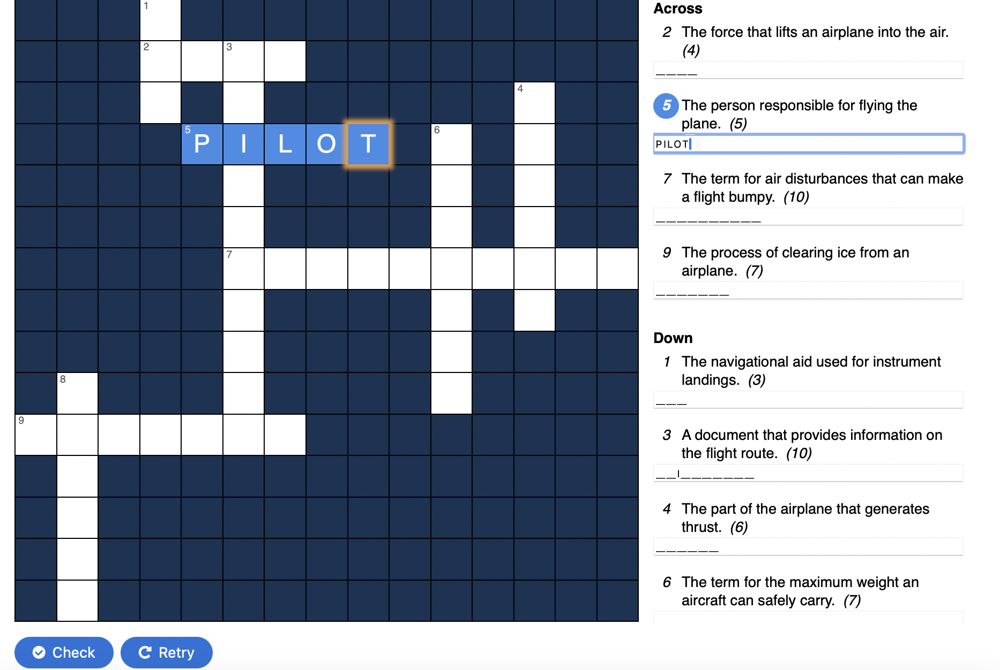 1
2 3
4
5 P I L O T 6
7
8
9
Check Retry
Across
2 The force that lifts an airplane into the air.
(4)
____
5 The person responsible for flying the
plane. (5)
PILOT
7 The term for air disturbances that can make
a flight bumpy. (10)
__________
9 The process of clearing ice from an
airplane. (7)
_______
Down
1 The navigational aid used for instrument
landings. (3)
___
3 A document that provides information on
the flight route. (10)
__I_______
4 The part of the airplane that generates
thrust. (6)
______
6 The term for the maximum weight an
aircraft can safely carry. (7)